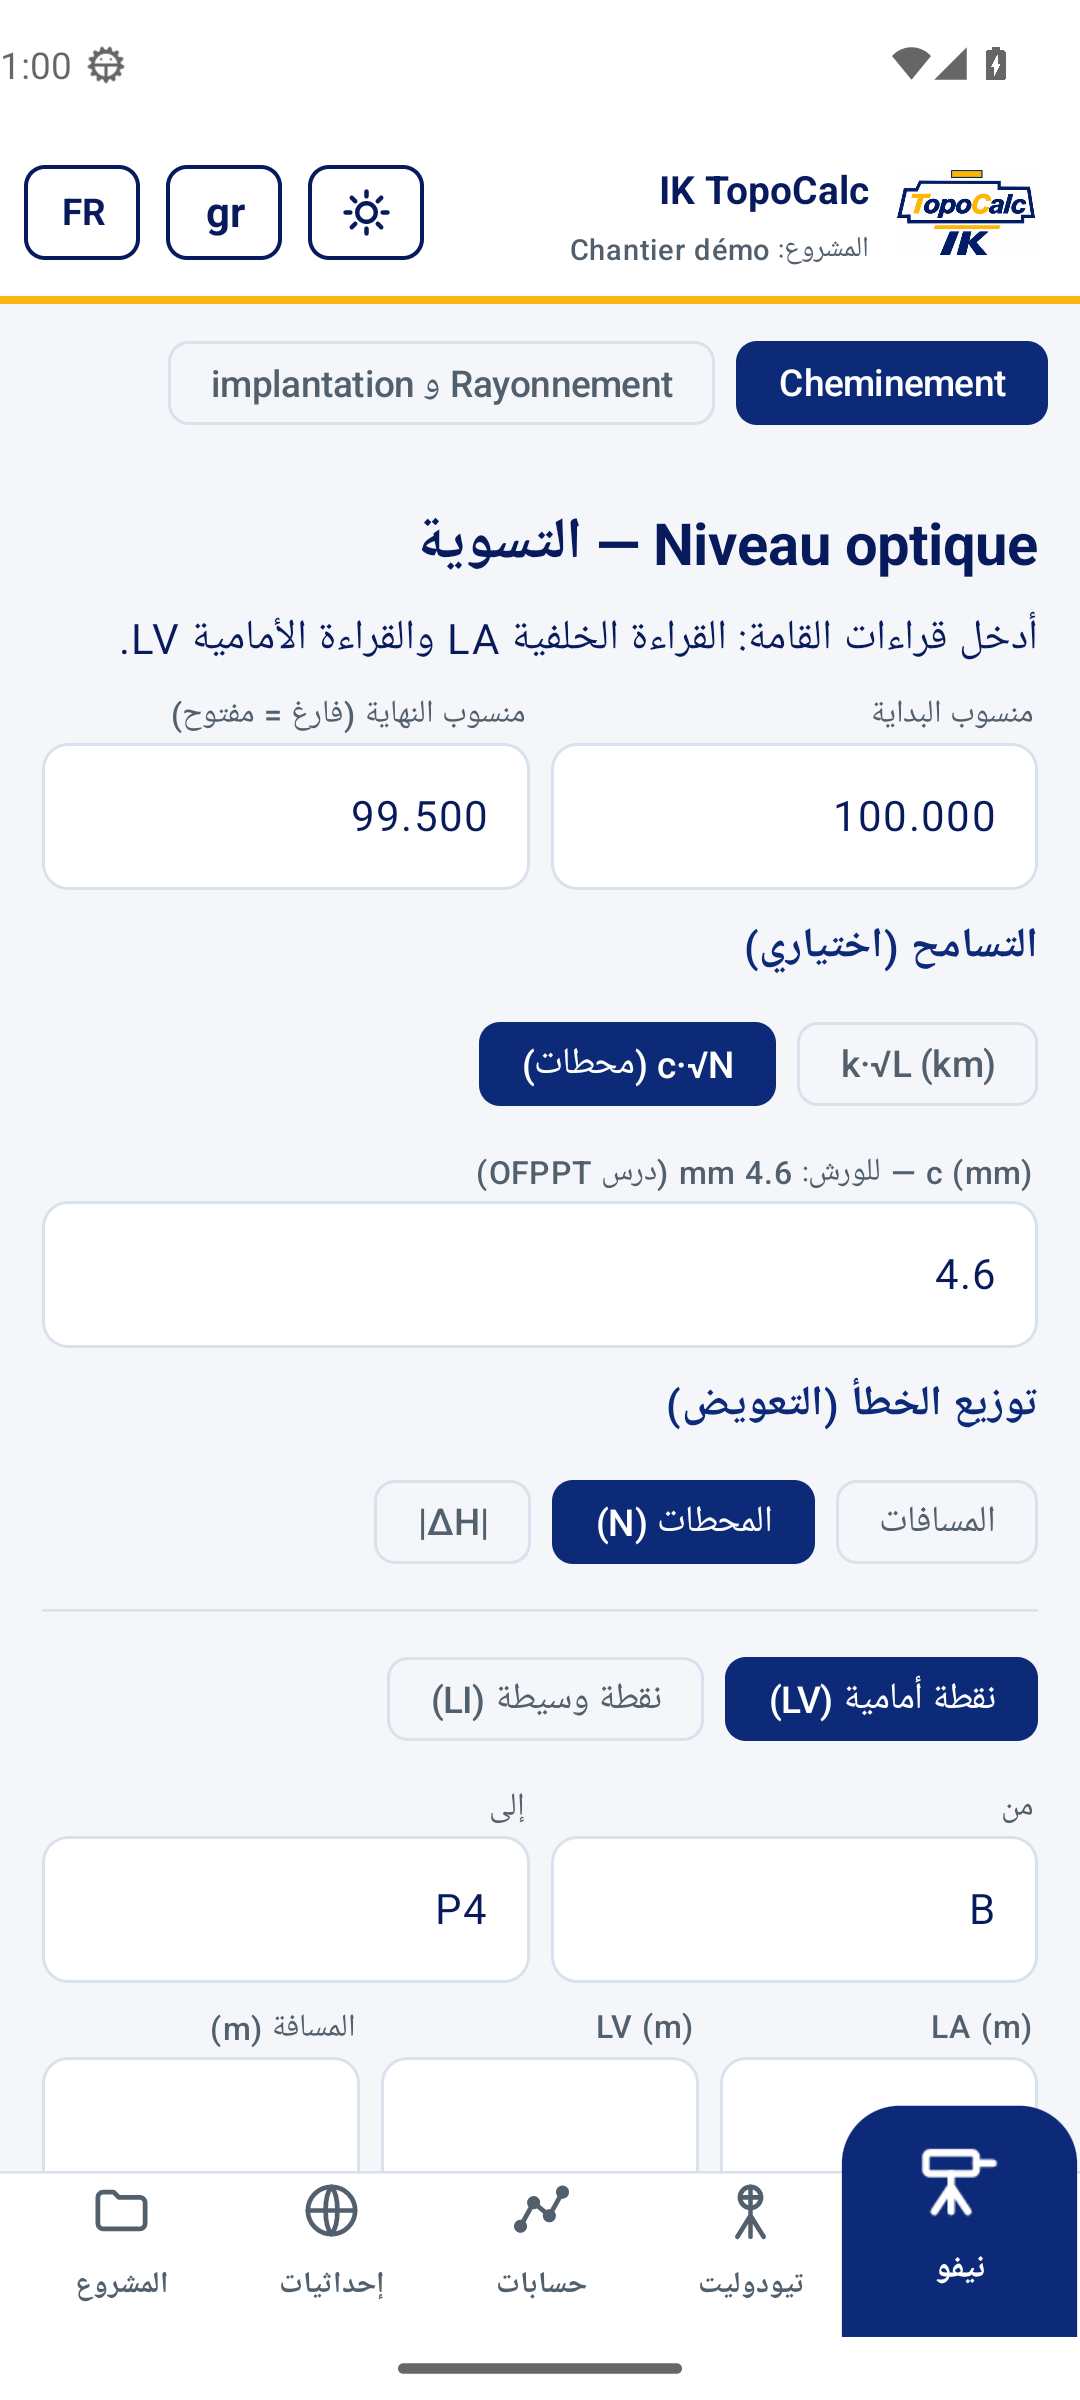 1:00
IK TopoCalc
TopoCalc
IK
المشروع: Chantier démo
gr
FR
Cheminement
Rayonnement و implantation
Niveau optique — التسوية
أدخل قراءات القامة: القراءة الخلفية LA والقراءة الأمامية LV.
منسوب البداية
منسوب النهاية (فارغ = مفتوح)
100.000
99.500
التسامح (اختياري)
k·√L (km)
c·√N (محطات)
c (mm) — للورش: 4.6 mm (درس OFPPT)
4.6
توزيع الخطأ (التعويض)
المسافات
المحطات (N)
|ΔH|
نقطة أمامية (LV)
نقطة وسيطة (LI)
من
إلى
B
P4
LA (m)
LV (m)
المسافة (m)
نيفو
تيودوليت
حسابات
إحداثيات
المشروع